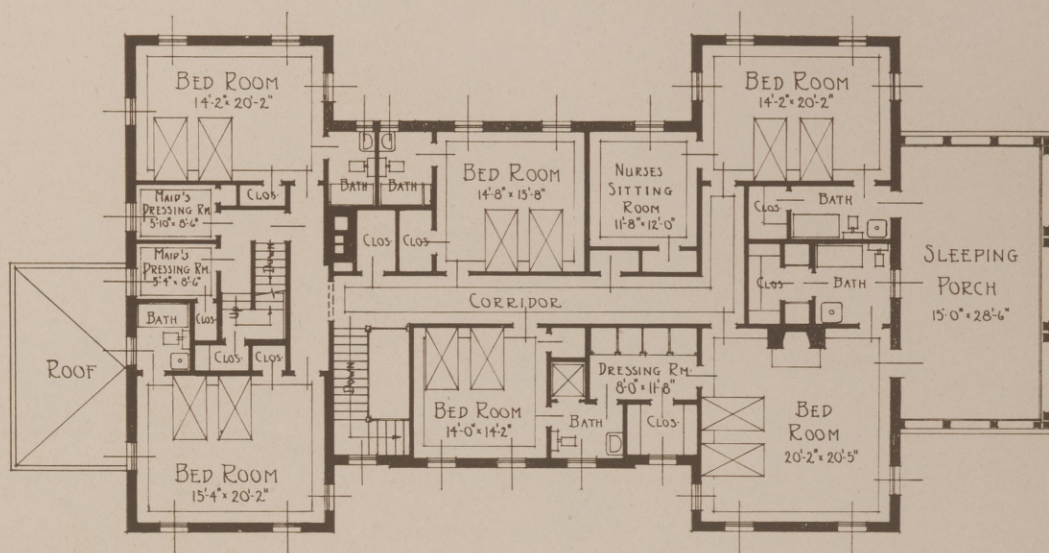 BED ROOM
14'-2" x 20'-2"
BED ROOM
14'-2" x 20'-2"
BATH
BATH
BED ROOM
14'-8" x 15'-8"
NURSES
SITTING
ROOM
11'-8" x 12'-0"
MAID'S
DRESSING RM.
5'-10" x 8'-6"
CLOS.
CLOS.
BATH
CLOS
CLOS
MAID'S
DRESSING RM.
5'-4" x 8'-6"
DOWN
CLOS
BATH
SLEEPING
PORCH
15'-0" x 28'-6"
CORRIDOR
BATH
CLOS
UP
CLOS
CLOS
ROOF
DOWN
BED ROOM
14'-0" x 14'-2"
DRESSING RM.
8'-0" x 11'-8"
BATH
CLOS
BED
ROOM
20'-2" x 20'-5"
BED ROOM
15'-4" x 20'-2"